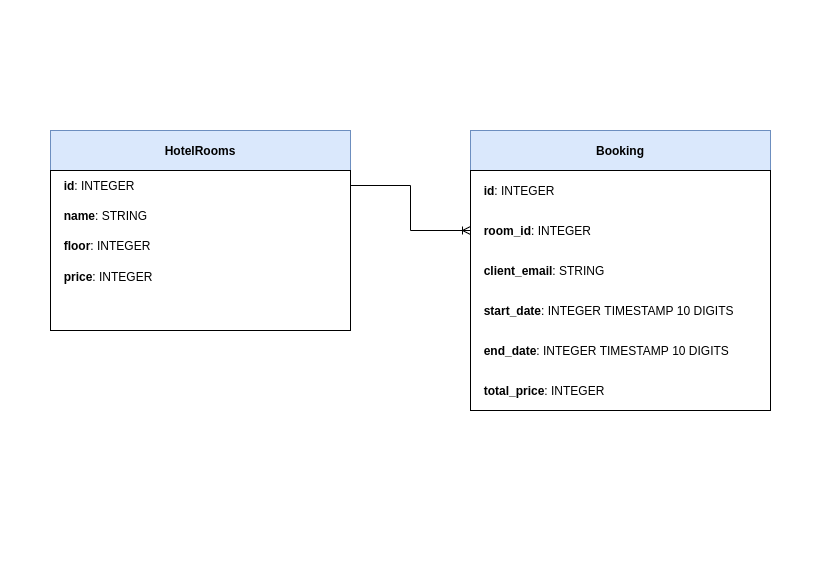 HotelRooms
id: INTEGER
name: STRING
floor: INTEGER
price: INTEGER
Booking
id: INTEGER
room_id: INTEGER
client_email: STRING
start_date: INTEGER TIMESTAMP 10 DIGITS
end_date: INTEGER TIMESTAMP 10 DIGITS
total_price: INTEGER